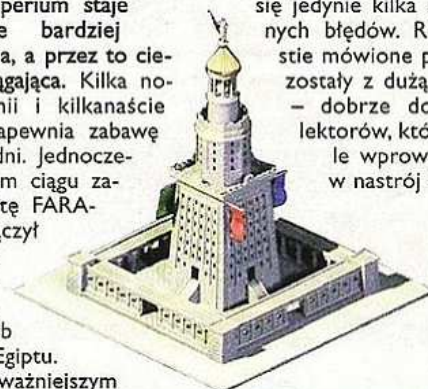 perium staje
e bardziej
a, a przez to cie-
gająca. Kilka no-
nii i kilkanaście
apewnia zabawę
dni. Jednocze-
m ciągu za-
tę FARA-
czył
b
Egiptu.
ważniejszym
się jedynie kilka
nych błędów. R
stie mówione p
zostały z dużą
– dobrze do
lektorów, któ
le wprow
w nastrój